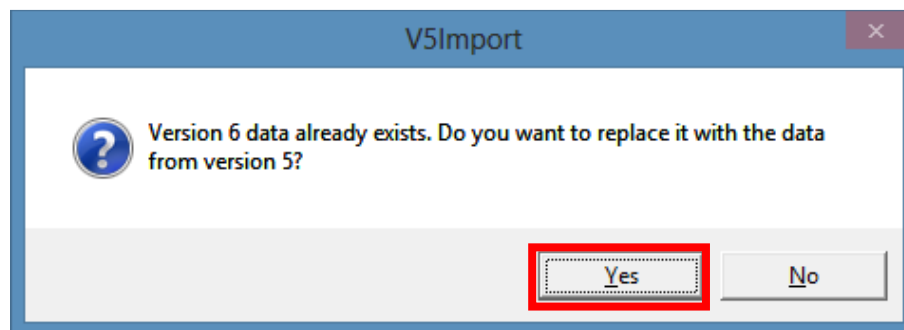 V5Import
Version 6 data already exists. Do you want to replace it with the data
from version 5?
Yes
No